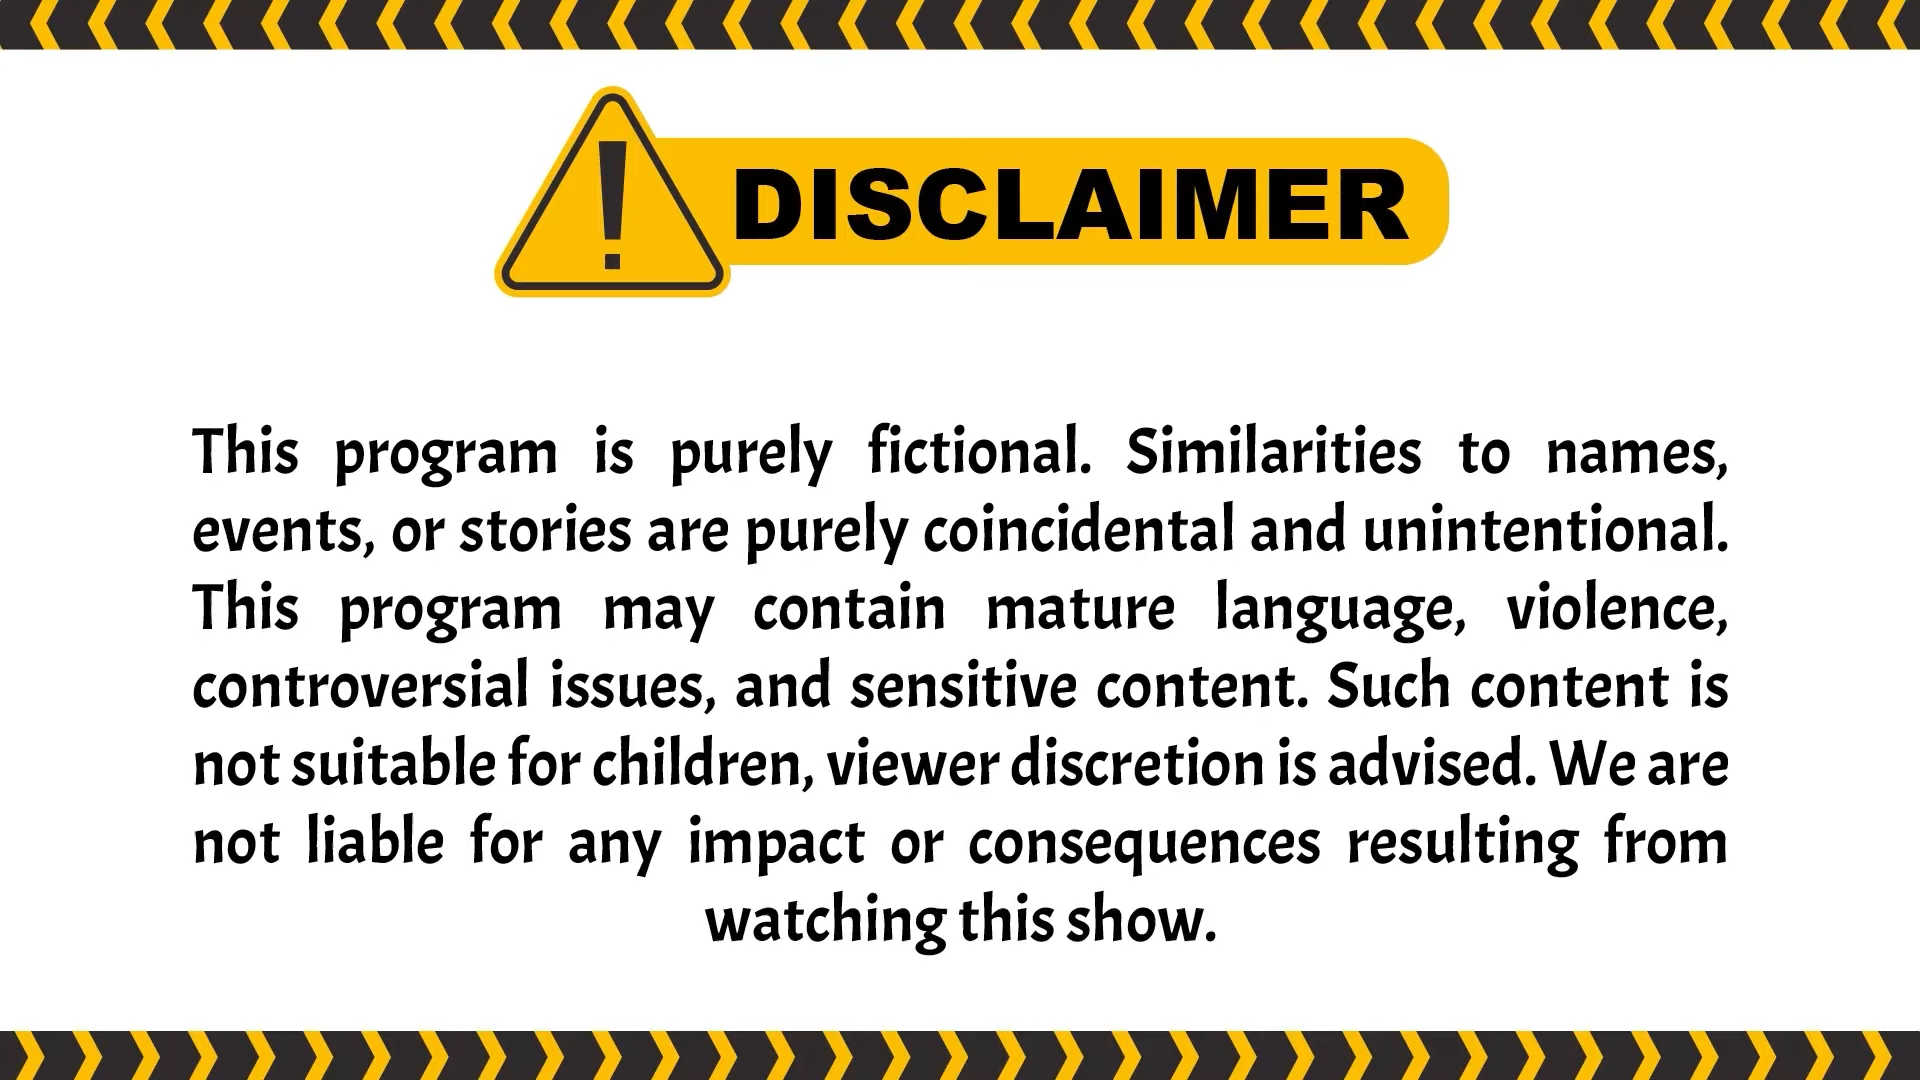 DISCLAIMER
This program is purely fictional. Similarities to names,
events, or stories are purely coincidental and unintentional.
This program may contain mature language, violence,
controversial issues, and sensitive content. Such content is
not suitable for children, viewer discretion is advised. We are
not liable for any impact or consequences resulting from
watching this show.